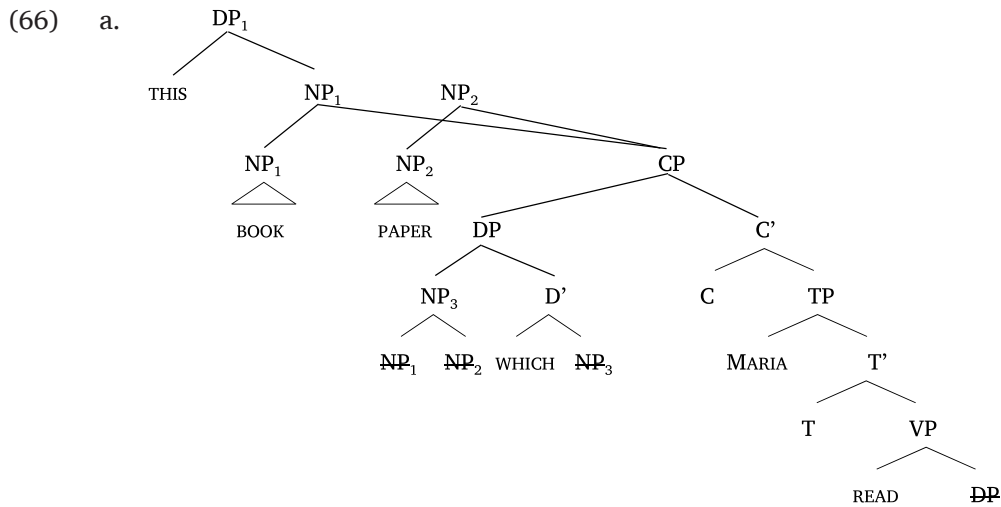 (66) a. DP₁
THIS NP₁ NP₂
NP₁ NP₂ CP
BOOK PAPER DP C’
NP₃ D’ C TP
NP₁ NP₂ WHICH NP₃ MARIA T’
T VP
READ DP